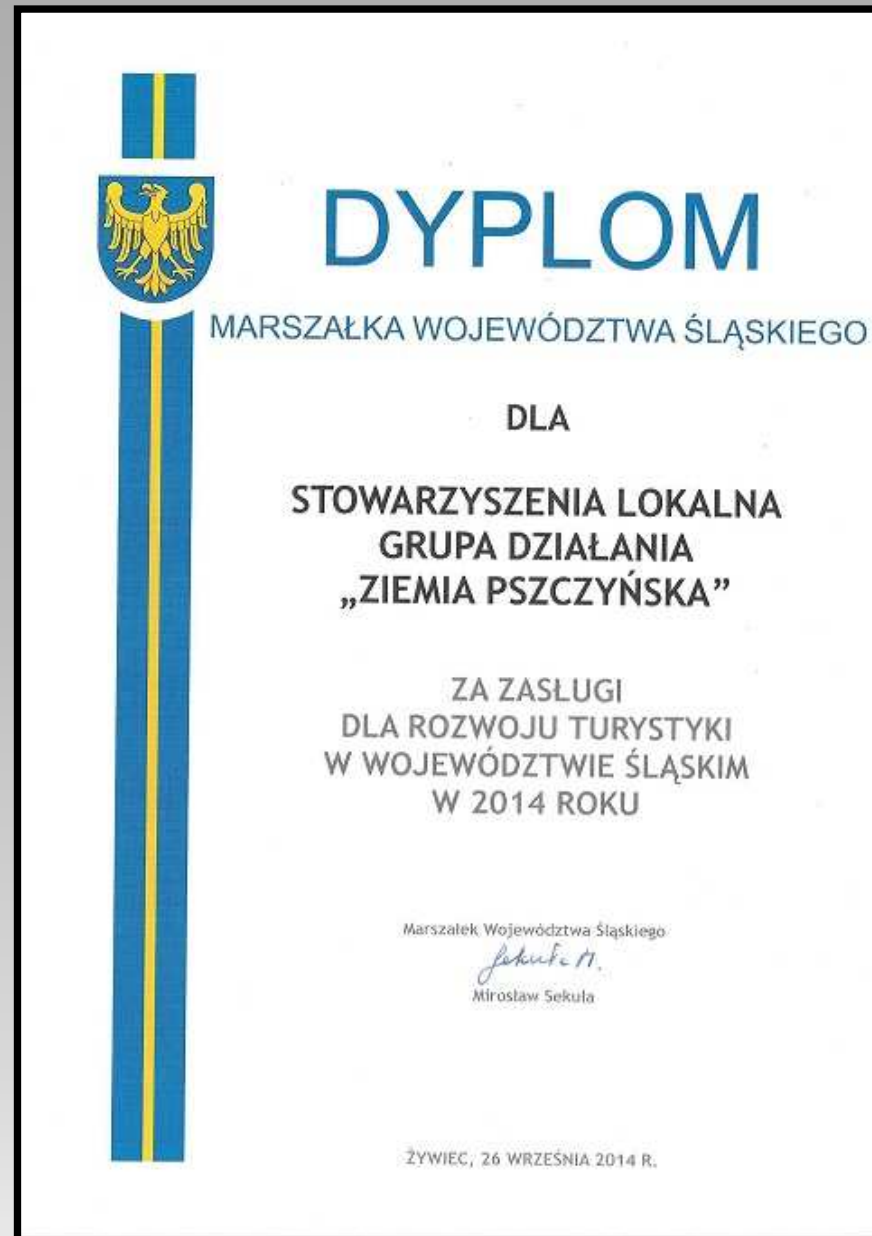 DYPLOM
MARSZAŁKA WOJEWÓDZTWA ŚLĄSKIEGO
DLA
STOWARZYSZENIA LOKALNA
GRUPA DZIAŁANIA
„ZIEMIA PSZCZYŃSKA”
ZA ZASŁUGI
DLA ROZWOJU TURYSTYKI
W WOJEWÓDZTWIE ŚLĄSKIM
W 2014 ROKU
Marszałek Województwa Śląskiego
Sekuła M.
Mirosław Sekuła
ŻYWIEC, 26 WRZEŚNIA 2014 R.